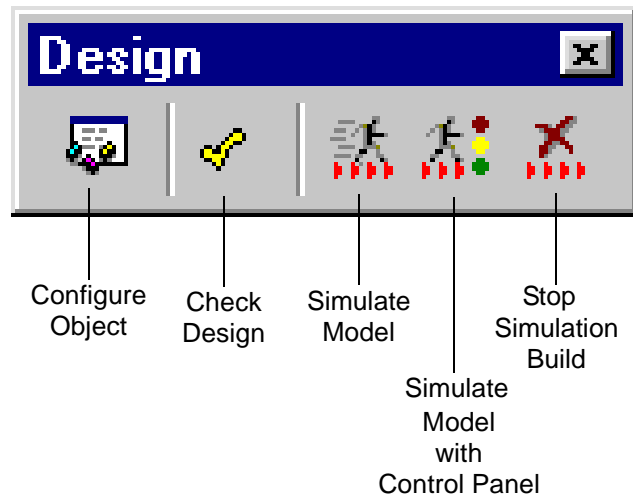 Design
Configure
Object
Check
Design
Simulate
Model
Simulate
Model
with
Control Panel
Stop
Simulation
Build